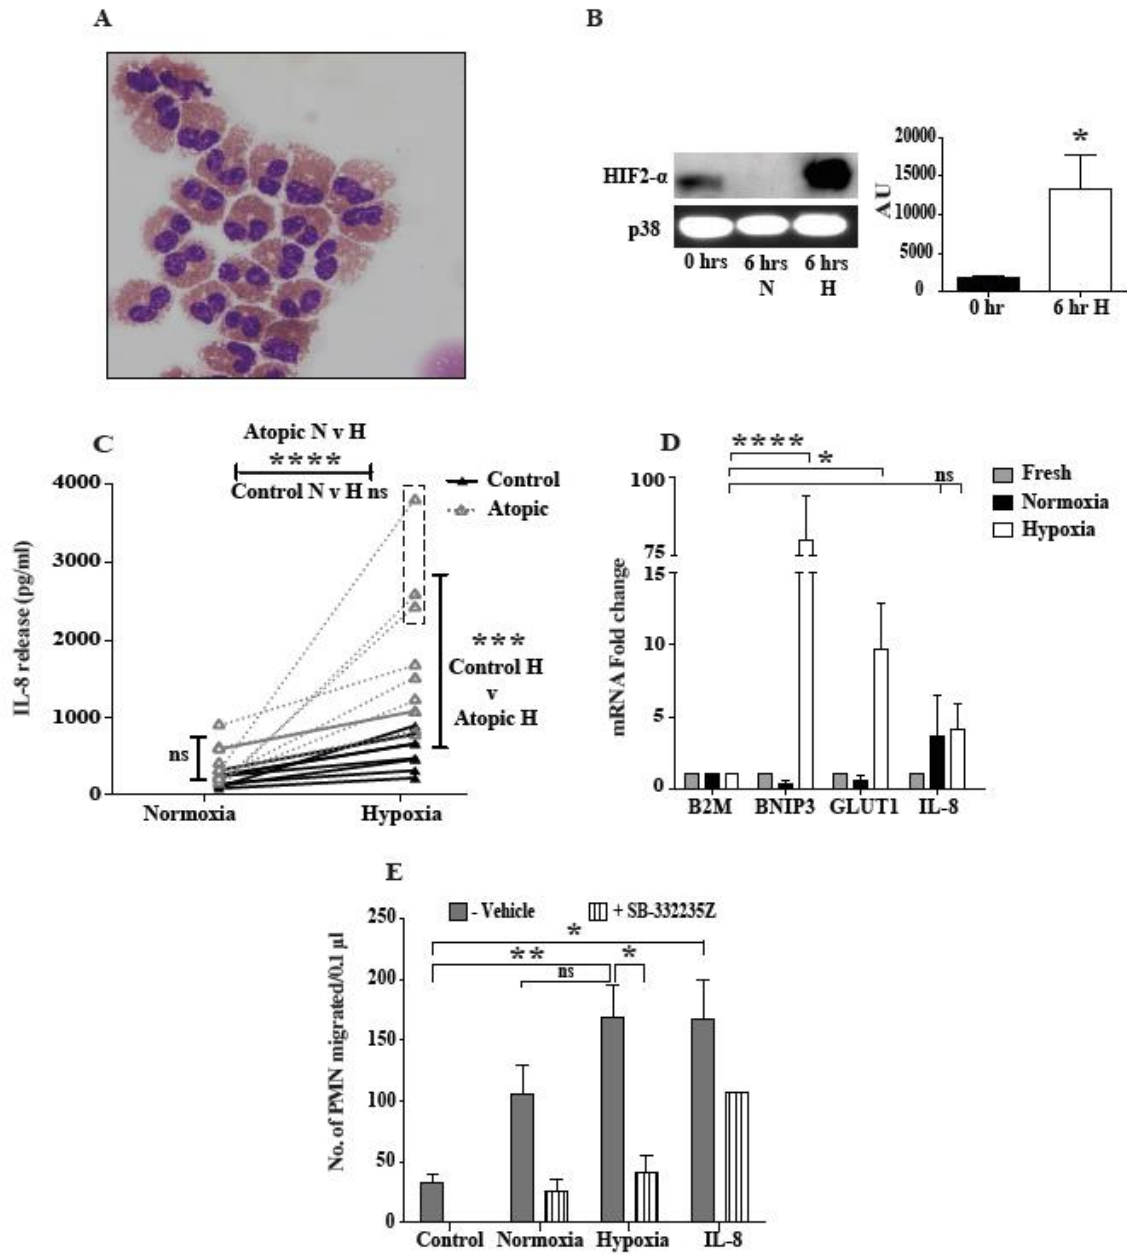 A
B
20000
15000
10000
5000
0
AU
*
HIF2-α
p38
0 hrs
6 hrs
N
6 hrs
H
0 hr
6 hr H
C
Atopic N v H
****
Control N v H ns
Control
Atopic
4000
3000
2000
1000
0
IL-8 release (pg/ml)
ns
***
Control H
v
Atopic H
Normoxia
Hypoxia
D
****
*
ns
Fresh
Normoxia
Hypoxia
100
75
15
10
5
0
mRNA Fold change
B2M
BNIP3
GLUT1
IL-8
E
- Vehicle
+ SB-332235Z
250
200
150
100
50
0
No. of PMN migrated/0.1 µl
*
**
*
ns
Control
Normoxia
Hypoxia
IL-8